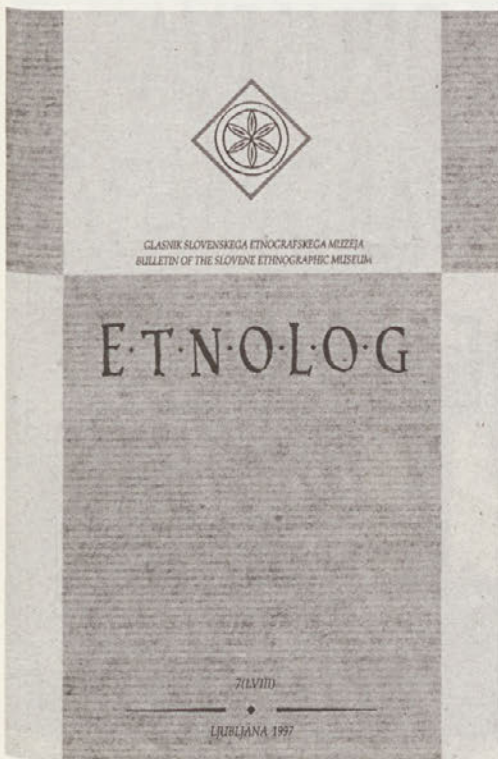 GLASNIK SLOVENSKEGA ETNOGRAFSKEGA MUZEJA
BULLETIN OF THE SLOVENE ETHNOGRAPHIC MUSEUM
E·T·N·O·L·O·G
7(LVIII)
LJUBLJANA 1997